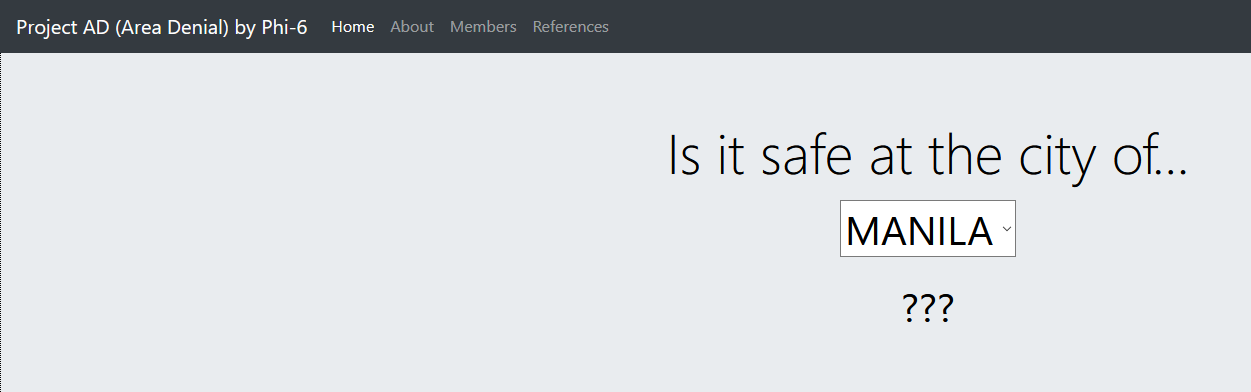 Project AD (Area Denial) by Phi-6 Home About Members References
Is it safe at the city of...
MANILA
???